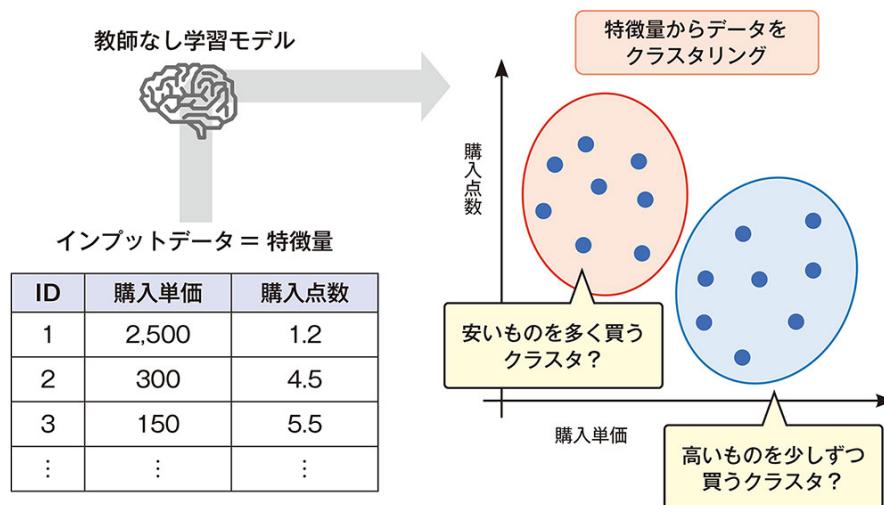 教師なし学習モデル
インプットデータ＝特徴量
ID 購入単価 購入点数
1 2,500 1.2
2 300 4.5
3 150 5.5
⋮ ⋮ ⋮
特徴量からデータを
クラスタリング
購入点数
安いものを多く買う
クラスタ？
購入単価
高いものを少しずつ
買うクラスタ？